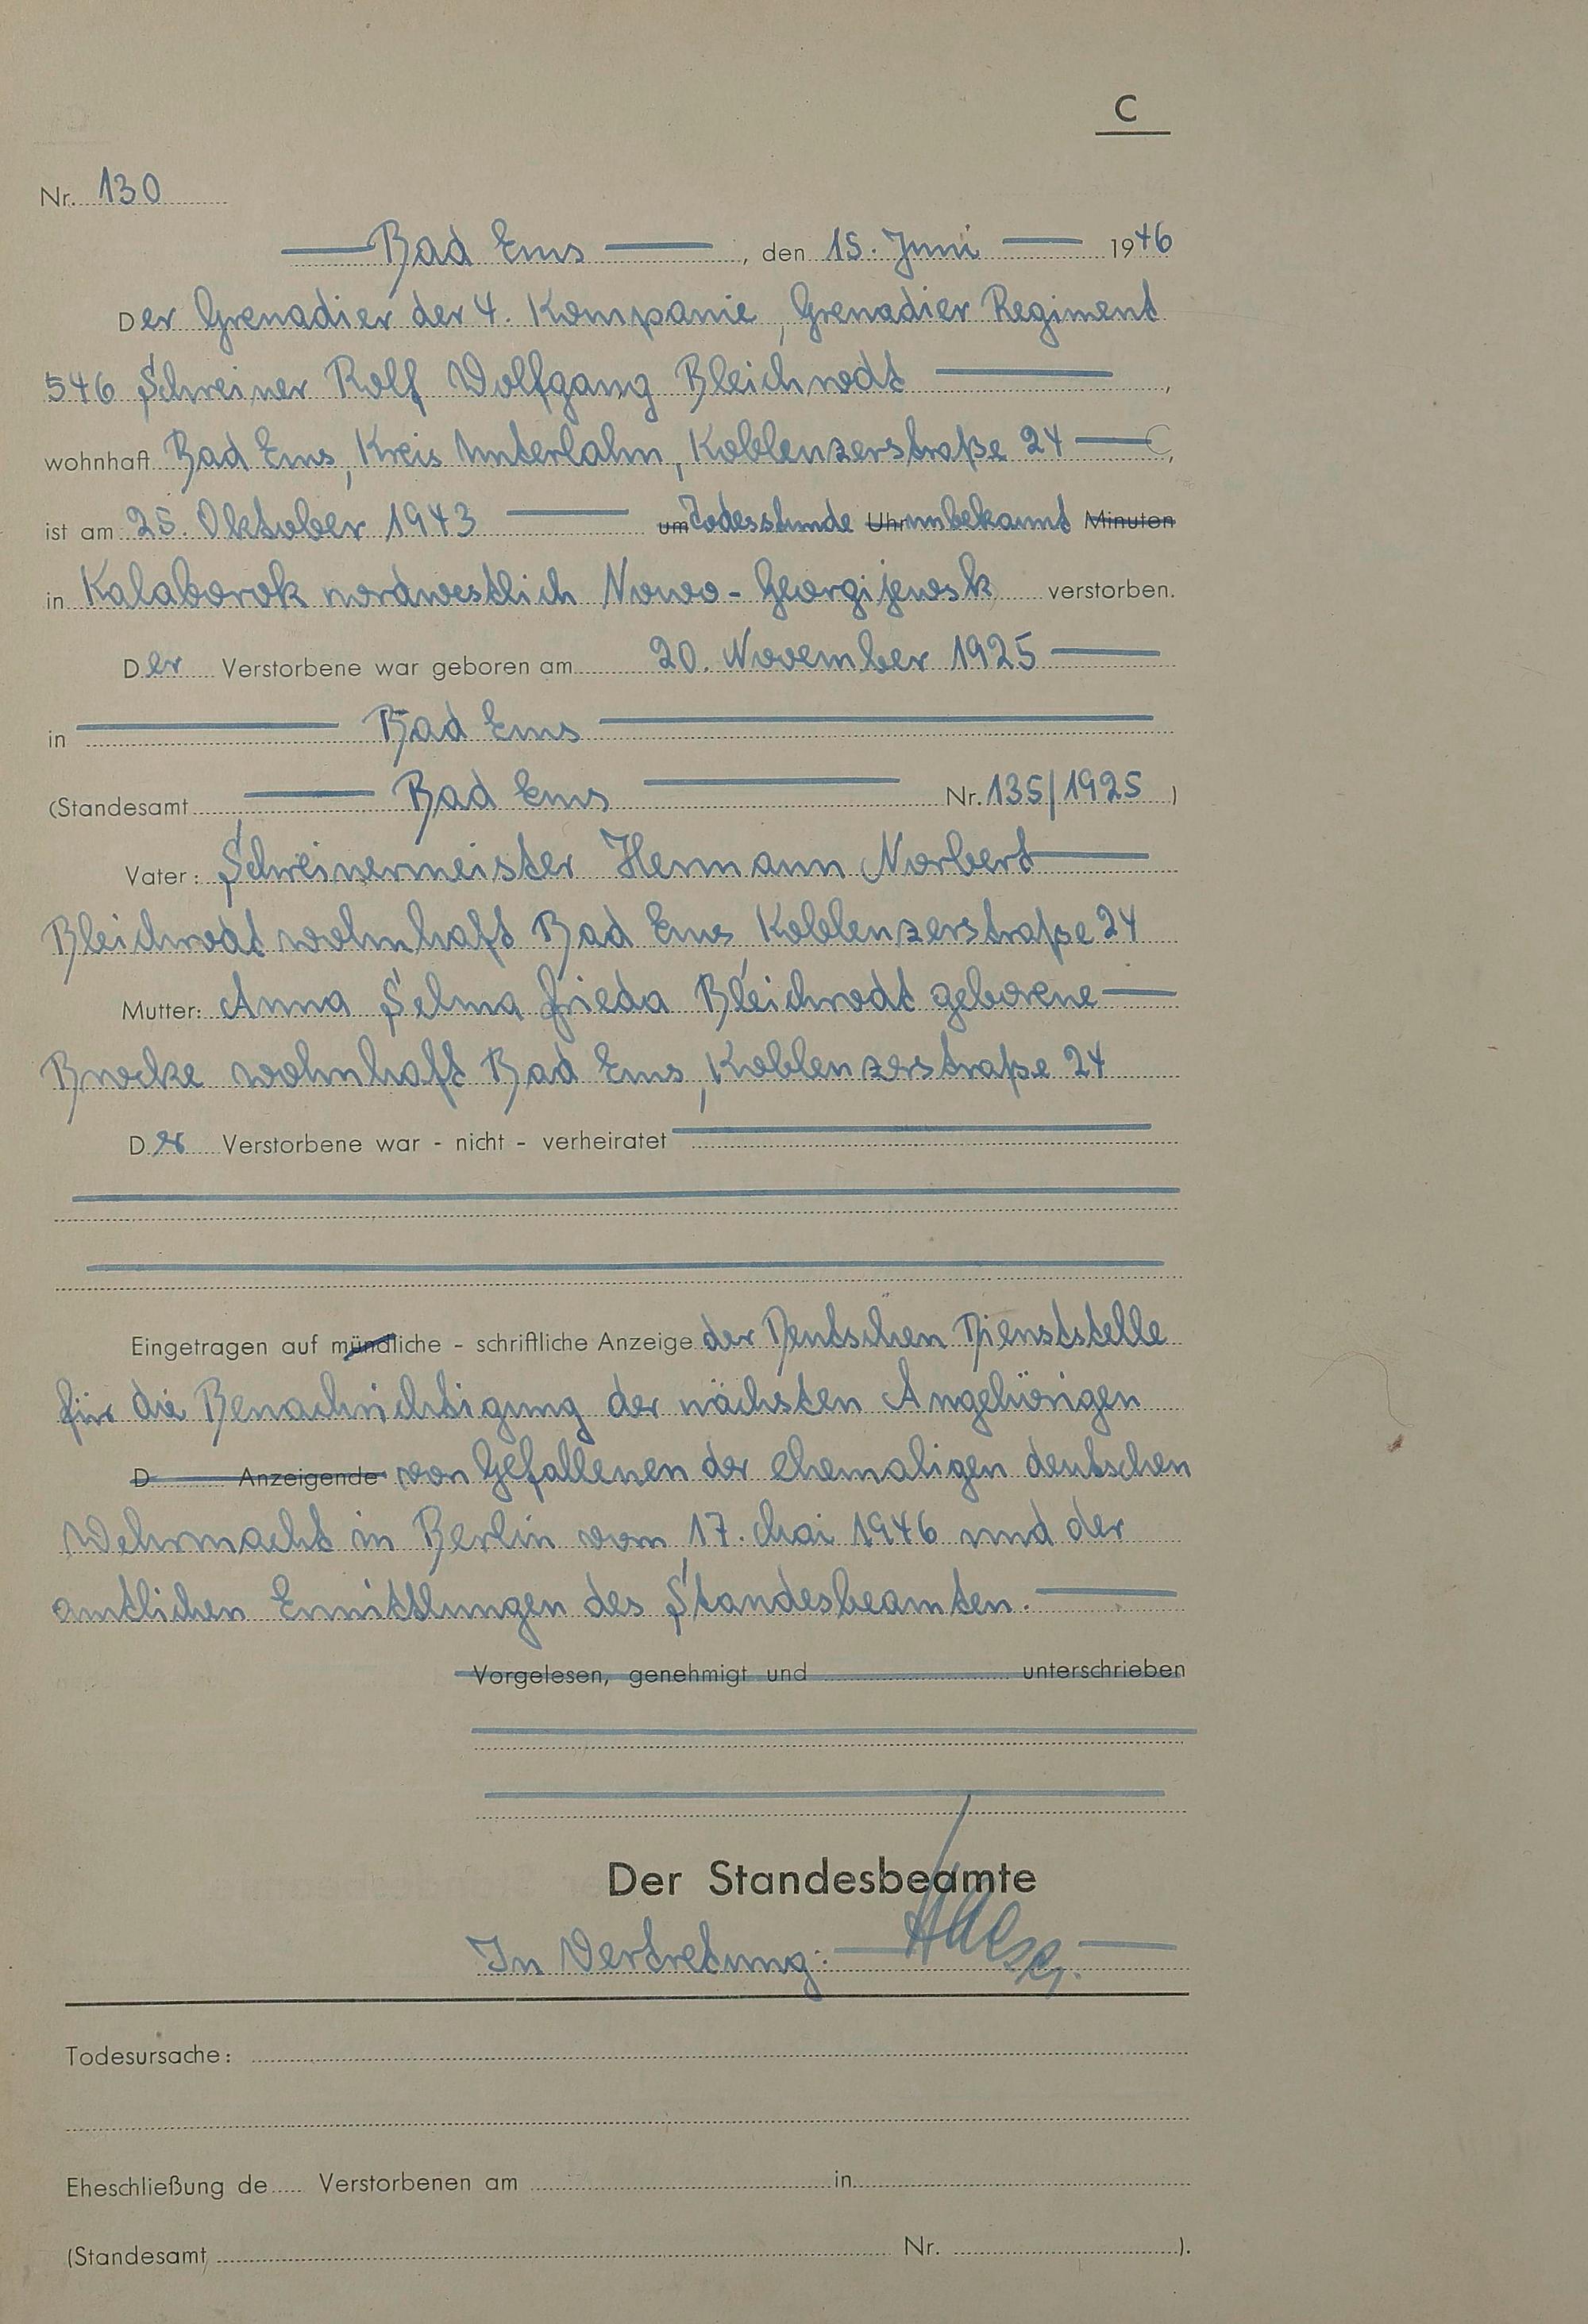 C
Nr. 130
Bad Ems, den 15. Juni 1946
Der Grenadier der 4. Kompanie, Grenadier Regiment
546 Schreiner Rolf Wolfgang Bleichrodt,
wohnhaft Bad Ems, Kreis Unterlahn, Koblenzerstraße 24,
ist am 25. Oktober 1943 um Todesstunde Uhr unbekannt Minuten
in Kalaborok nordwestlich Nowo-Georgijewsk verstorben.
Der Verstorbene war geboren am 20. November 1925
in Bad Ems
(Standesamt Bad Ems Nr. 135/1925)
Vater: Schreinermeister Hermann Norbert
Bleichrodt wohnhaft Bad Ems, Koblenzerstraße 24
Mutter: Anna Selma Frieda Bleichrodt geborene
wohnhaft Bad Ems, Koblenzerstraße 24
Der Verstorbene war - nicht - verheiratet
Eingetragen auf mündliche - schriftliche Anzeige der Deutschen Dienststelle
für die Benachrichtigung der nächsten Angehörigen
D Anzeigende von Gefallenen der ehemaligen deutschen
Wehrmacht in Berlin vom 17. Mai 1946 und der
amtlichen Ermittlungen des Standesbeamten.
Vorgelesen, genehmigt und unterschrieben
Der Standesbeamte
In Vertretung:
Todesursache:
Eheschließung de Verstorbenen am in
(Standesamt Nr. ).